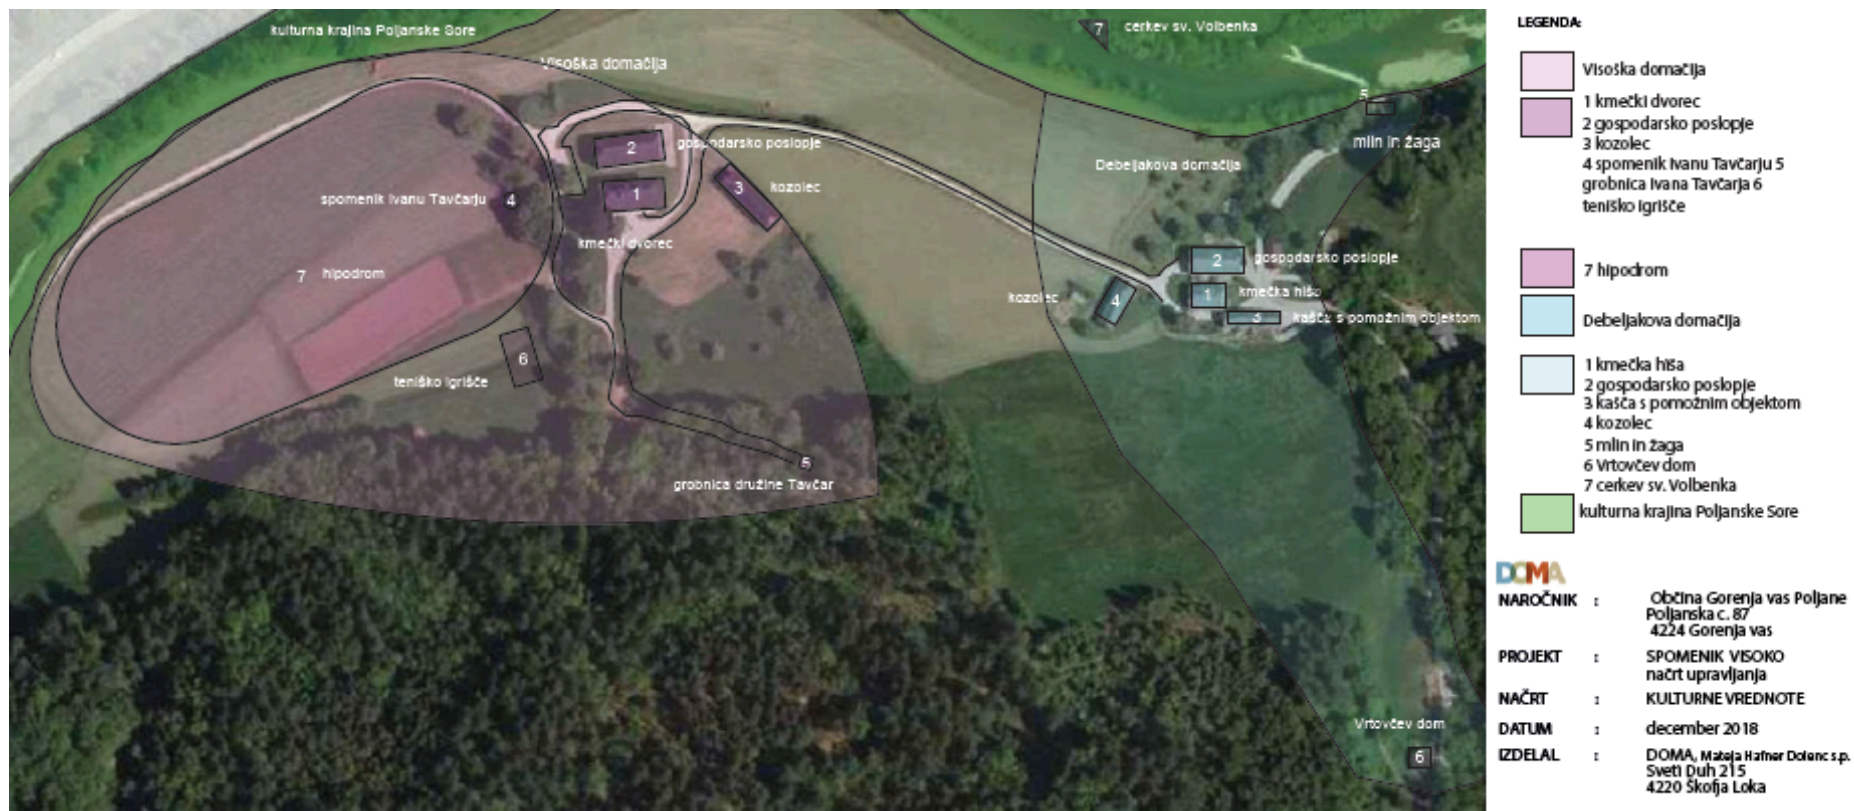 kulturna krajina Poljanske Sore
Visoška domačija
7
cerkev sv. Volbenka
2
gospodarsko poslopje
1
kmečki dvorec
3
kozolec
spomenik Ivanu Tavčarju
4
7
hipodrom
6
teniško igrišče
5
grobnica družine Tavčar
5
mlin in žaga
Debeljakova domačija
2
gospodarsko poslopje
1
kmečka hiša
3
kašča s pomožnim objektom
kozolec
4
Vrtovčev dom
6
LEGENDA:
Visoška domačija
1 kmečki dvorec
2 gospodarsko poslopje
3 kozolec
4 spomenik Ivanu Tavčarju 5
grobnica Ivana Tavčarja 6
teniško igrišče
7 hipodrom
Debeljakova domačija
1 kmečka hiša
2 gospodarsko poslopje
3 kašča s pomožnim objektom
4 kozolec
5 mlin in žaga
6 Vrtovčev dom
7 cerkev sv. Volbenka
kulturna krajina Poljanske Sore
DOMA
NAROČNIK : Občina Gorenja vas Poljane
Poljanska c. 87
4224 Gorenja vas
PROJEKT : SPOMENIK VISOKO
načrt upravljanja
NAČRT : KULTURNE VREDNOTE
DATUM : december 2018
IZDELAL : DOMA, Mateja Hafner Dolenc s.p.
Sveti Duh 215
4220 Škofja Loka